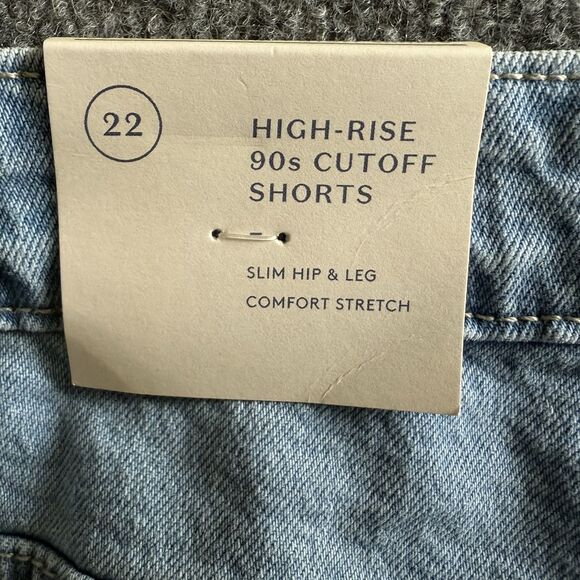 22
HIGH-RISE
90s CUTOFF
SHORTS
-
SLIM HIP & LEG
COMFORT STRETCH